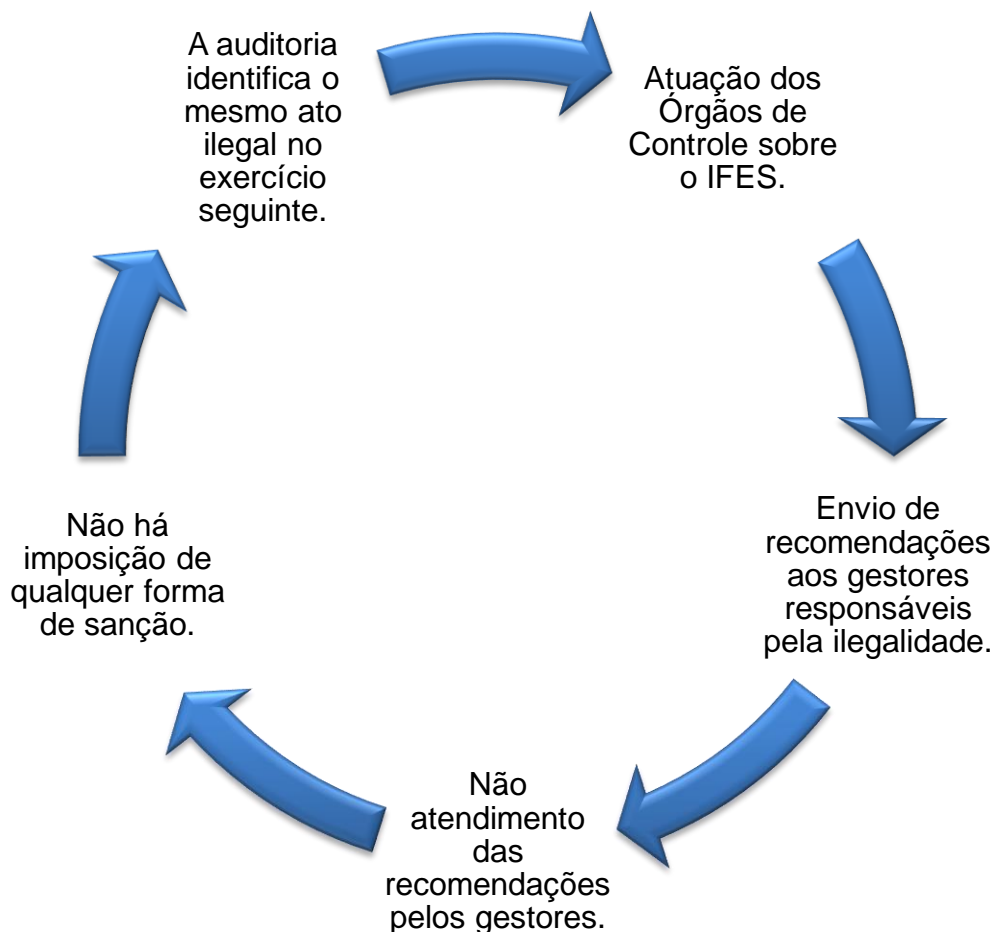 A auditoria
identifica o
mesmo ato
ilegal no
exercício
seguinte.
Atuação dos
Órgãos de
Controle sobre
o IFES.
Envio de
recomendações
aos gestores
responsáveis
pela ilegalidade.
Não
atendimento
das
recomendações
pelos gestores.
Não há
imposição de
qualquer forma
de sanção.